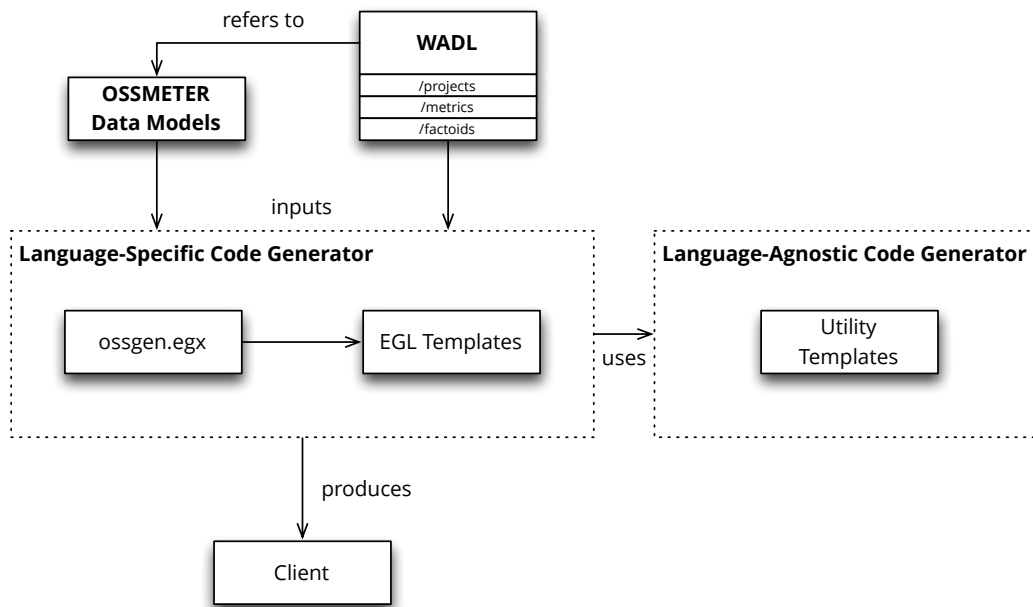 refers to
WADL
/projects
/metrics
/factoids
OSSMETER
Data Models
inputs
Language-Specific Code Generator
Language-Agnostic Code Generator
ossgen.egx
EGL Templates
uses
Utility
Templates
produces
Client